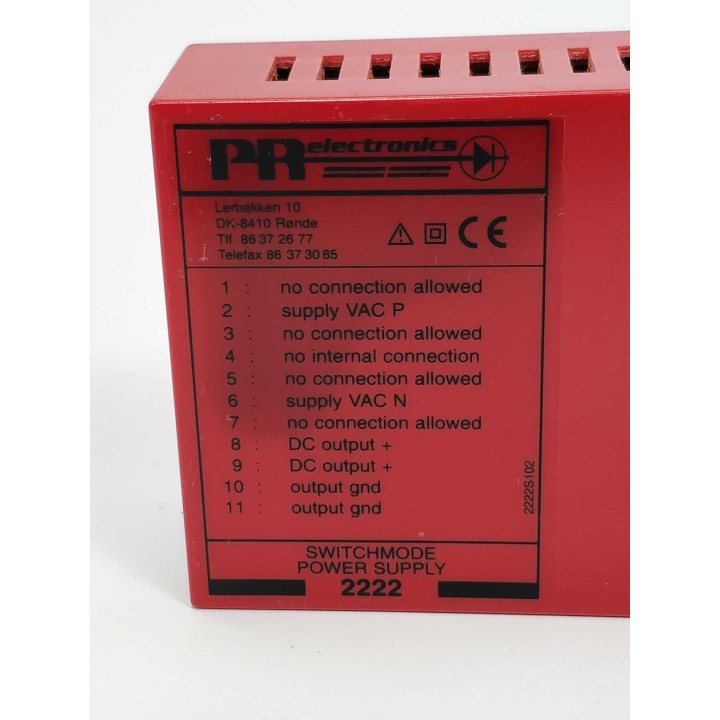 PR electronics
Lerbakken 10
DK-8410 Rønde
Tlf. 86 37 26 77
Telefax 86 37 30 85
CE
1 : no connection allowed
2 : supply VAC P
3 : no connection allowed
4 : no internal connection
5 : no connection allowed
6 : supply VAC N
7 : no connection allowed
8 : DC output +
9 : DC output +
10 : output gnd
11 : output gnd
2222S102
SWITCHMODE
POWER SUPPLY
2222